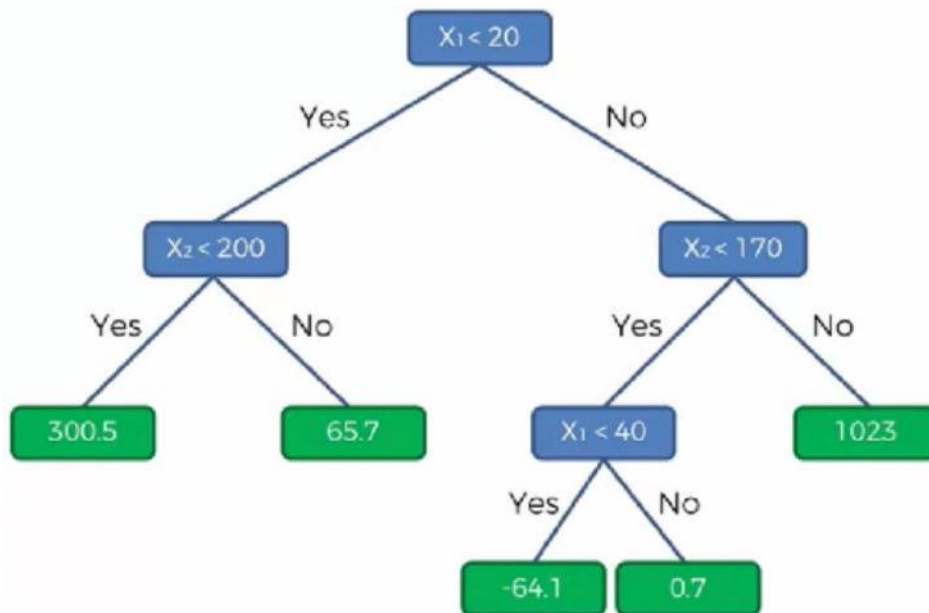 X₁ < 20
Yes
No
X₂ < 200
X₂ < 170
Yes
No
Yes
No
300.5
65.7
X₁ < 40
1023
Yes
No
-64.1
0.7